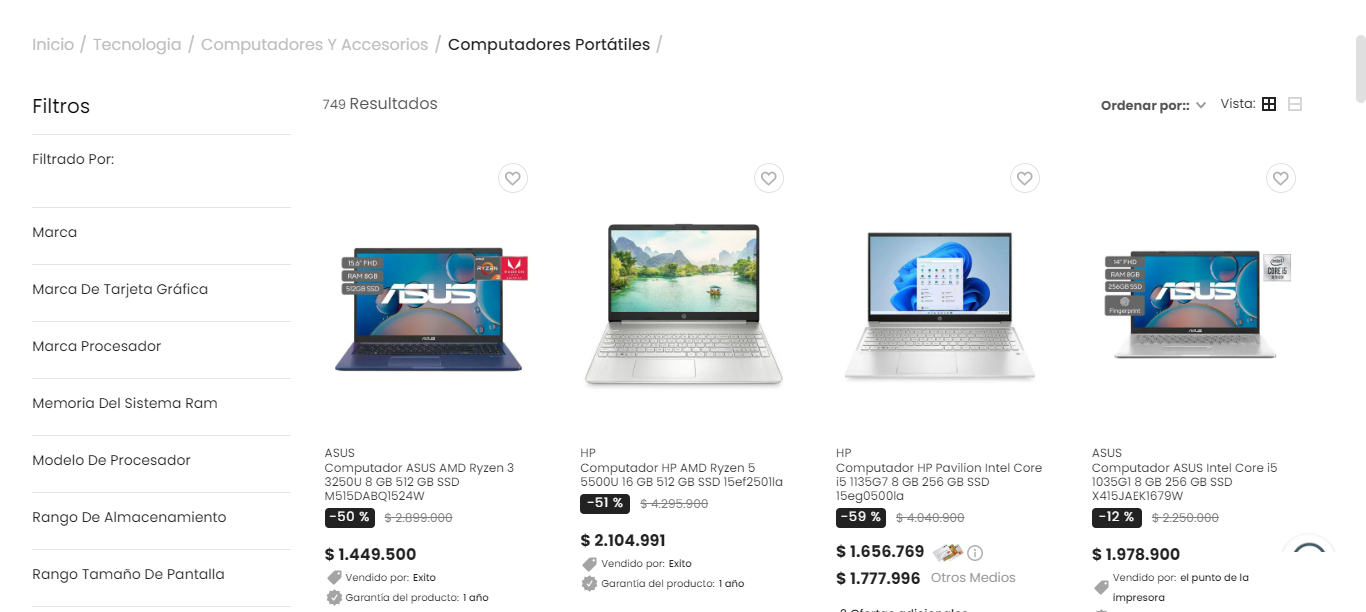 Inicio / Tecnologia / Computadores Y Accesorios / Computadores Portátiles /
Filtros
749 Resultados
Ordenar por::
Vista:
Filtrado Por:
Marca
Marca De Tarjeta Gráfica
Marca Procesador
Memoria Del Sistema Ram
Modelo De Procesador
Rango De Almacenamiento
Rango Tamaño De Pantalla
15.6" FHD
RAM 8GB
512GB SSD
ASUS
RYZEN
3
RADEON
ASUS
Computador ASUS AMD Ryzen 3
3250U 8 GB 512 GB SSD
M515DABQ1524W
-50 %
$ 2.899.000
$ 1.449.500
Vendido por: Exito
Garantía del producto: 1 año
HP
Computador HP AMD Ryzen 5
5500U 16 GB 512 GB SSD 15ef2501la
-51 %
$ 4.295.900
$ 2.104.991
Vendido por: Exito
Garantía del producto: 1 año
HP
Computador HP Pavilion Intel Core
i5 1135G7 8 GB 256 GB SSD
15eg0500la
-59 %
$ 4.040.900
$ 1.656.769
$ 1.777.996 Otros Medios
2 Ofertas adicionales
14" FHD
RAM 8GB
256GB SSD
Fingerprint
ASUS
intel
CORE i5
ASUS
Computador ASUS Intel Core i5
1035G1 8 GB 256 GB SSD
X415JAEK1679W
-12 %
$ 2.250.000
$ 1.978.900
Vendido por: el punto de la
impresora